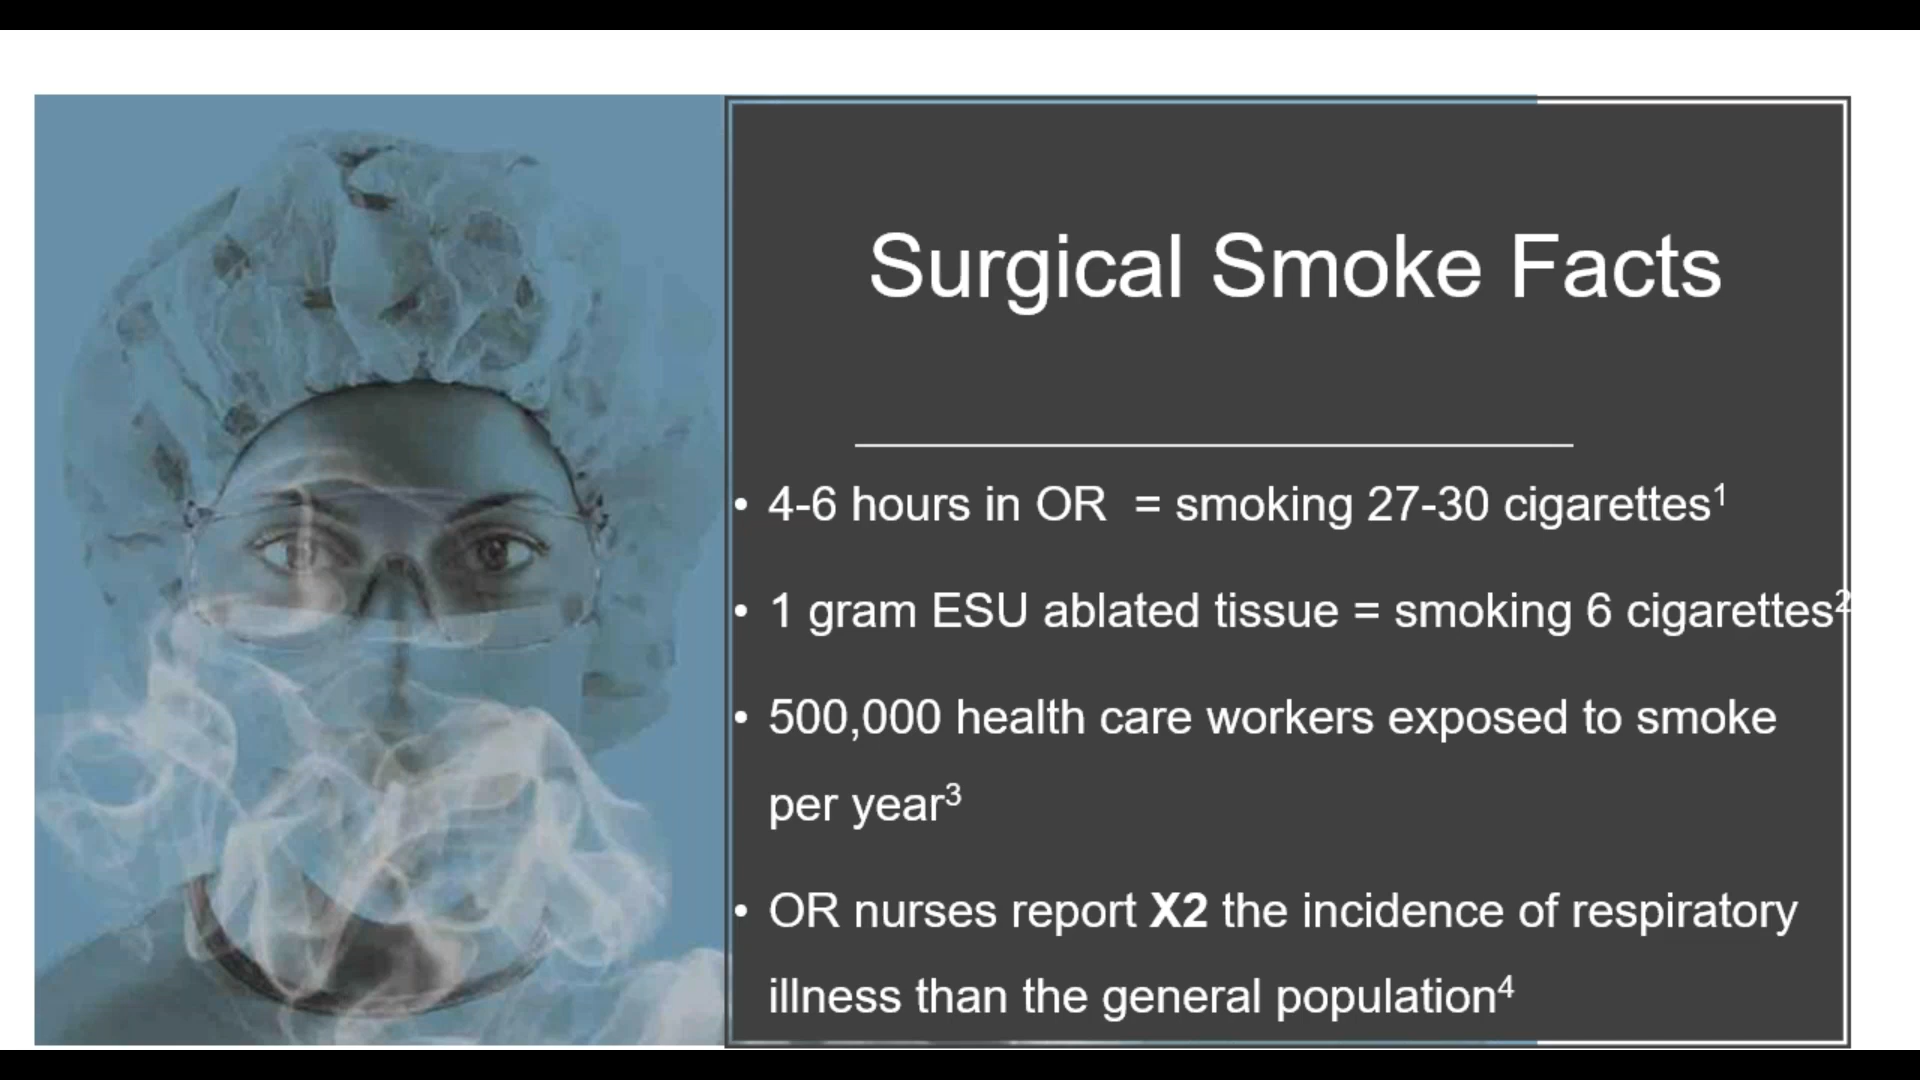 Surgical Smoke Facts
• 4-6 hours in OR = smoking 27-30 cigarettes¹
• 1 gram ESU ablated tissue = smoking 6 cigarettes²
• 500,000 health care workers exposed to smoke
per year³
• OR nurses report X2 the incidence of respiratory
illness than the general population⁴